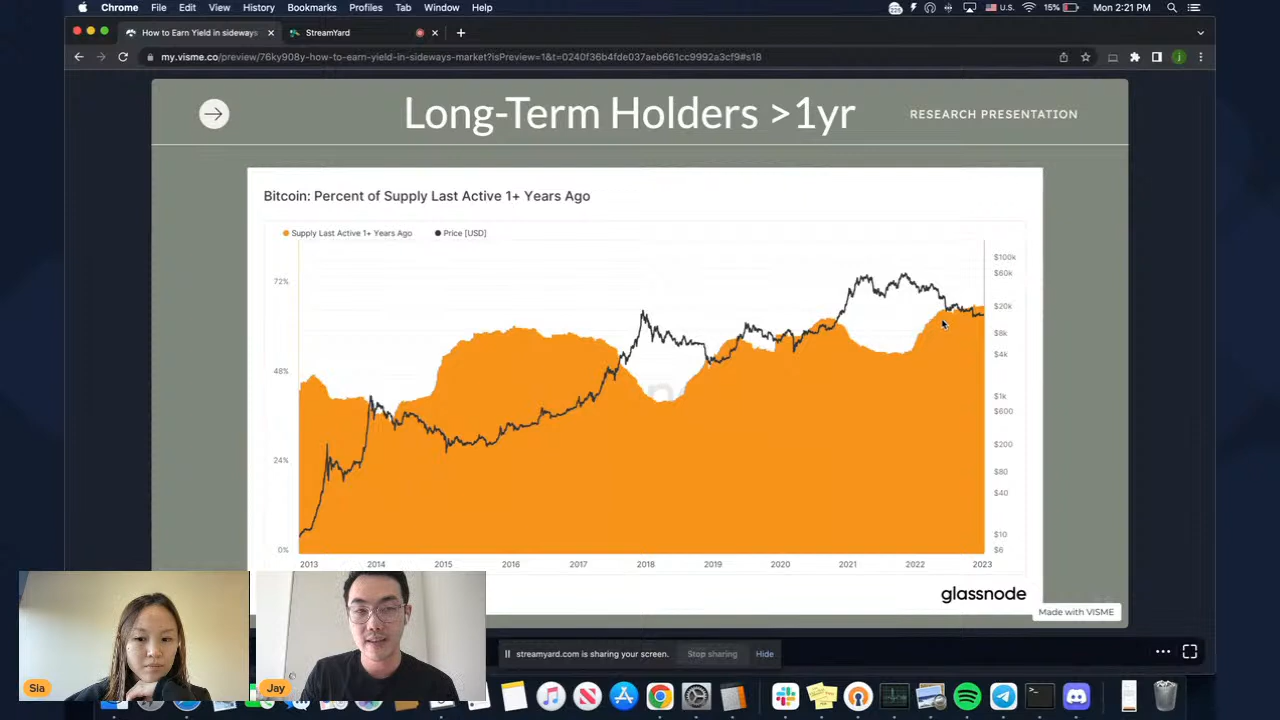 Chrome File Edit View History Bookmarks Profiles Tab Window Help
U.S. 15% Mon 2:21 PM
How to Earn Yield in sideways StreamYard
my.visme.co/preview/76ky908y-how-to-earn-yield-in-sideways-market?isPreview=1&t=0240f36b4fde037aeb661cc9992a3cf9#s18
Long-Term Holders >1yr
RESEARCH PRESENTATION
Bitcoin: Percent of Supply Last Active 1+ Years Ago
Supply Last Active 1+ Years Ago Price [USD]
72%
48%
24%
0%
$100k
$60k
$20k
$8k
$4k
$1k
$600
$200
$80
$40
$10
$6
2013 2014 2015 2016 2017 2018 2019 2020 2021 2022 2023
glassnode
Made with VISME
streamyard.com is sharing your screen. Stop sharing Hide
Sia
Jay